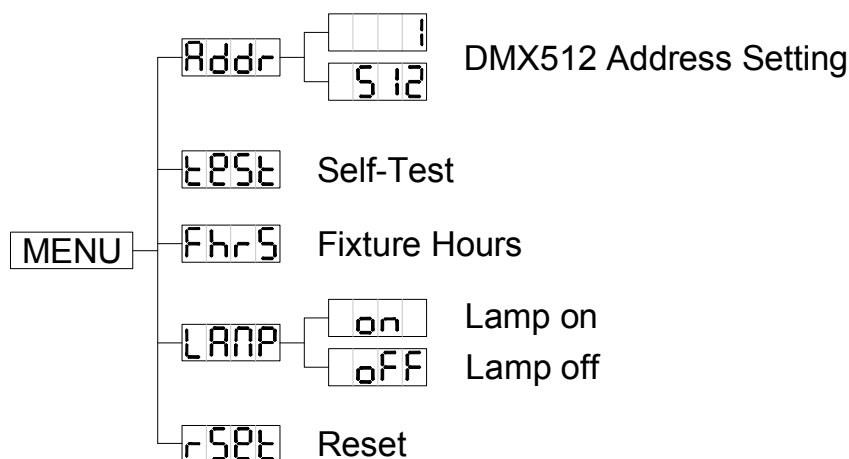 Addr 1 DMX512 Address Setting
512
test Self-Test
MENU FhrS Fixture Hours
LAMP on Lamp on
oFF Lamp off
rSet Reset